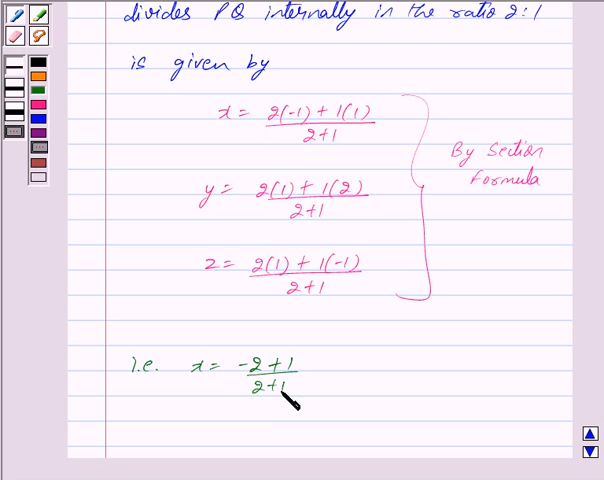 divides PQ internally in the ratio 2:1
is given by
x = 2(-1) + 1(1) / 2+1
y = 2(1) + 1(2) / 2+1
z = 2(1) + 1(-1) / 2+1
By Section
Formula
i.e. x = -2+1 / 2+1